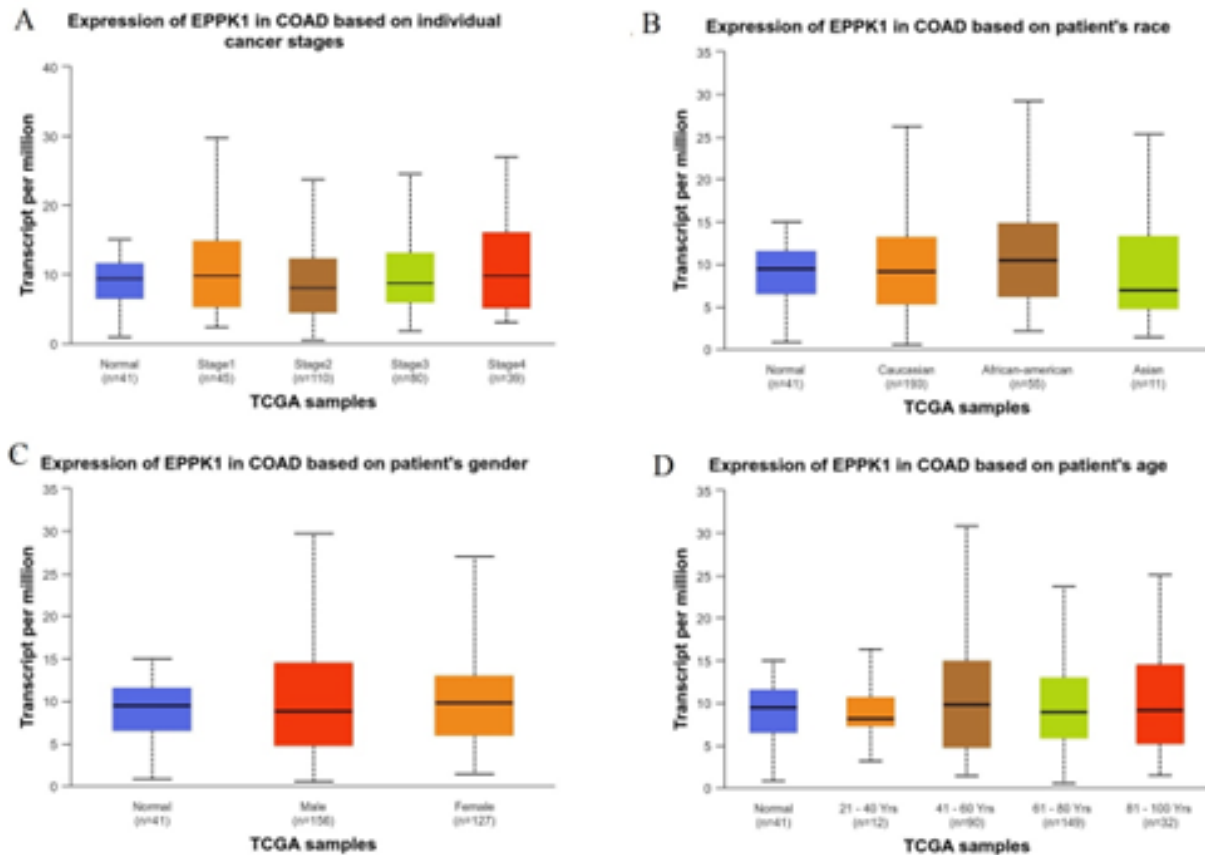 A
Expression of EPPK1 in COAD based on individual
cancer stages
Transcript per million
40
30
20
10
0
Normal
(n=41)
Stage1
(n=45)
Stage2
(n=110)
Stage3
(n=80)
Stage4
(n=39)
TCGA samples
B
Expression of EPPK1 in COAD based on patient's race
Transcript per million
35
30
25
20
15
10
5
0
Normal
(n=41)
Caucasian
(n=193)
African-american
(n=55)
Asian
(n=11)
TCGA samples
C
Expression of EPPK1 in COAD based on patient's gender
Transcript per million
35
30
25
20
15
10
5
0
Normal
(n=41)
Male
(n=156)
Female
(n=127)
TCGA samples
D
Expression of EPPK1 in COAD based on patient's age
Transcript per million
35
30
25
20
15
10
5
0
Normal
(n=41)
21 - 40 Yrs
(n=12)
41 - 60 Yrs
(n=90)
61 - 80 Yrs
(n=149)
81 - 100 Yrs
(n=32)
TCGA samples